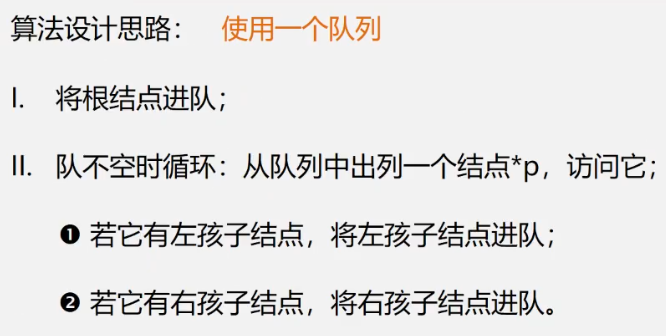 算法设计思路： 使用一个队列
I. 将根结点进队；
II. 队不空时循环：从队列中出列一个结点*p，访问它；
❶ 若它有左孩子结点，将左孩子结点进队；
❷ 若它有右孩子结点，将右孩子结点进队。